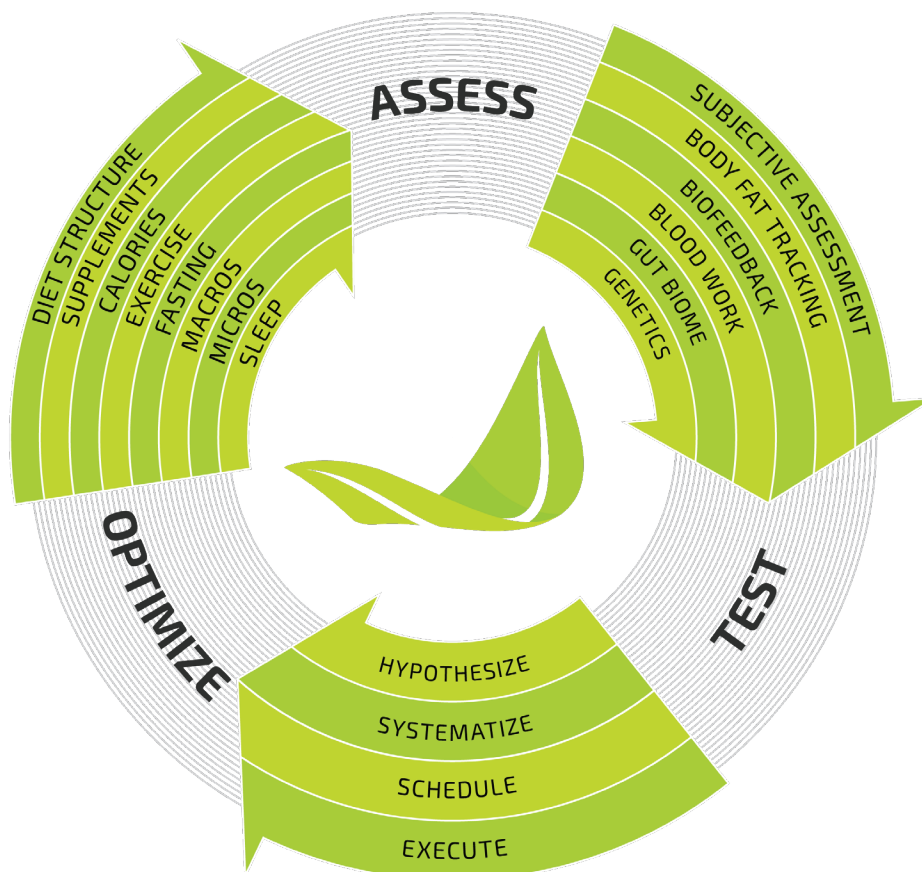 ASSESS
SUBJECTIVE ASSESSMENT
BODY FAT TRACKING
BIOFEEDBACK
BLOOD WORK
GUT BIOME
GENETICS
TEST
HYPOTHESIZE
SYSTEMATIZE
SCHEDULE
EXECUTE
OPTIMIZE
DIET STRUCTURE
SUPPLEMENTS
CALORIES
EXERCISE
FASTING
MACROS
MICROS
SLEEP